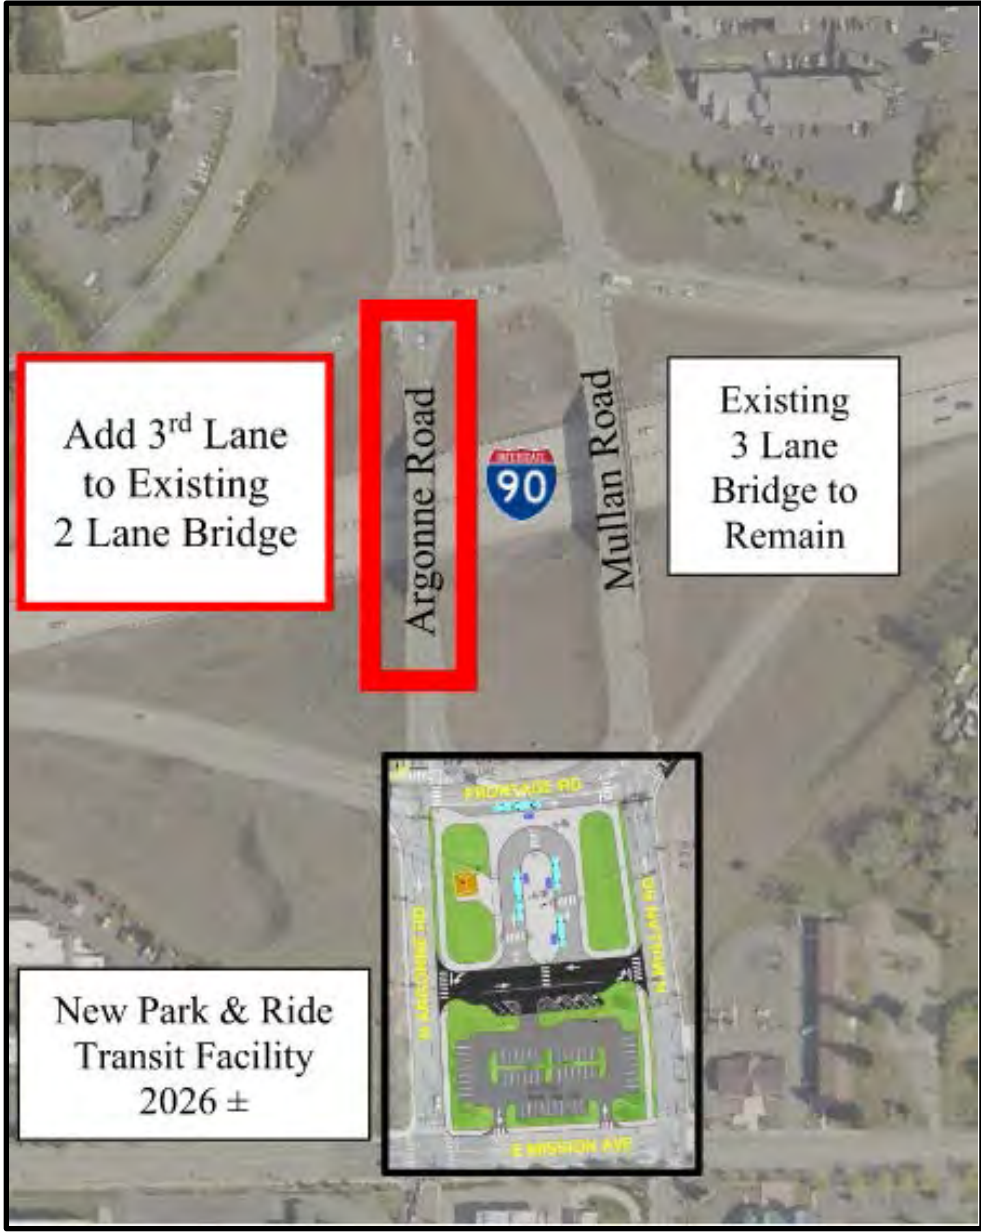 Add 3rd Lane
to Existing
2 Lane Bridge
Argonne Road
INTERSTATE
90
Mullan Road
Existing
3 Lane
Bridge to
Remain
FRONTAGE RD
N ARGONNE RD
N MULLAN RD
New Park & Ride
Transit Facility
2026 ±
E MISSION AVE